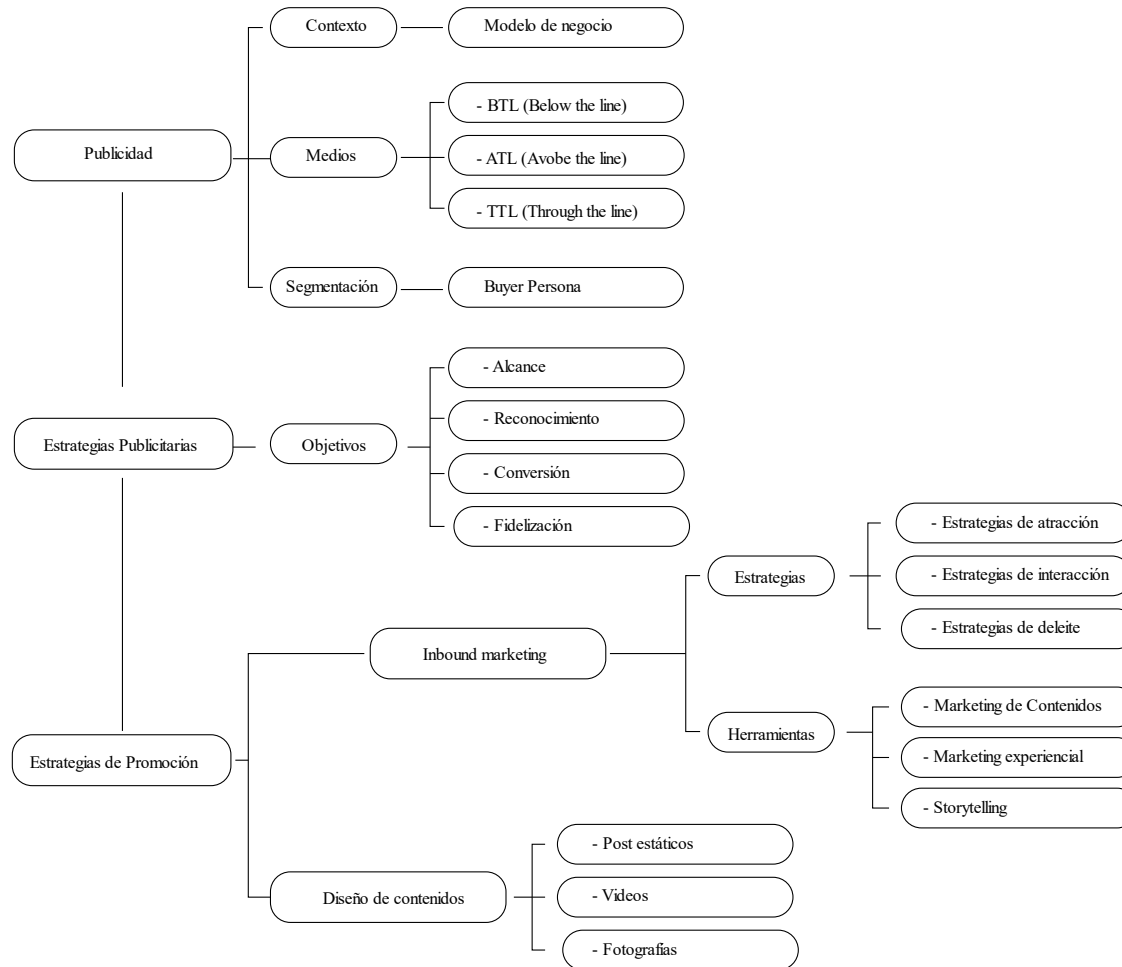 Contexto
Modelo de negocio
Publicidad
Medios
- BTL (Below the line)
- ATL (Avobe the line)
- TTL (Through the line)
Segmentación
Buyer Persona
Estrategias Publicitarias
Objetivos
- Alcance
- Reconocimiento
- Conversión
- Fidelización
Estrategias de Promoción
Inbound marketing
Estrategias
- Estrategias de atracción
- Estrategias de interacción
- Estrategias de deleite
Herramientas
- Marketing de Contenidos
- Marketing experiencial
- Storytelling
Diseño de contenidos
- Post estáticos
- Videos
- Fotografías